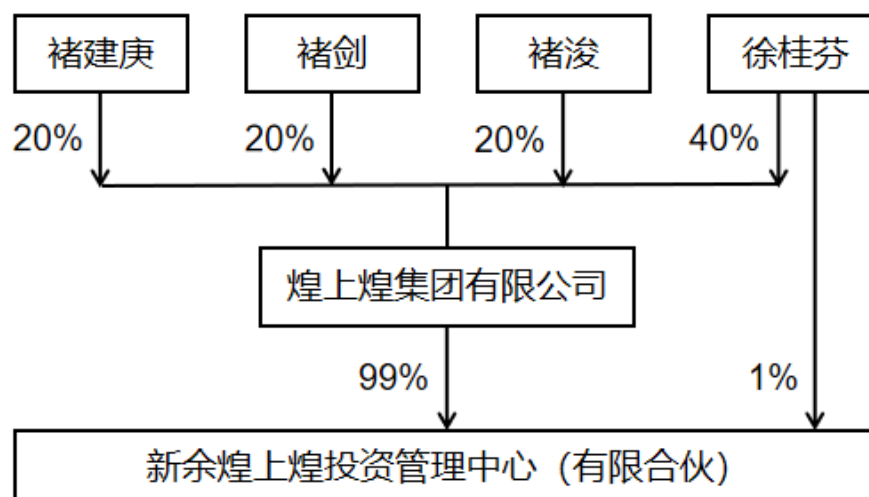 褚建庚
褚剑
褚浚
徐桂芬
20%
20%
20%
40%
煌上煌集团有限公司
99%
1%
新余煌上煌投资管理中心（有限合伙）